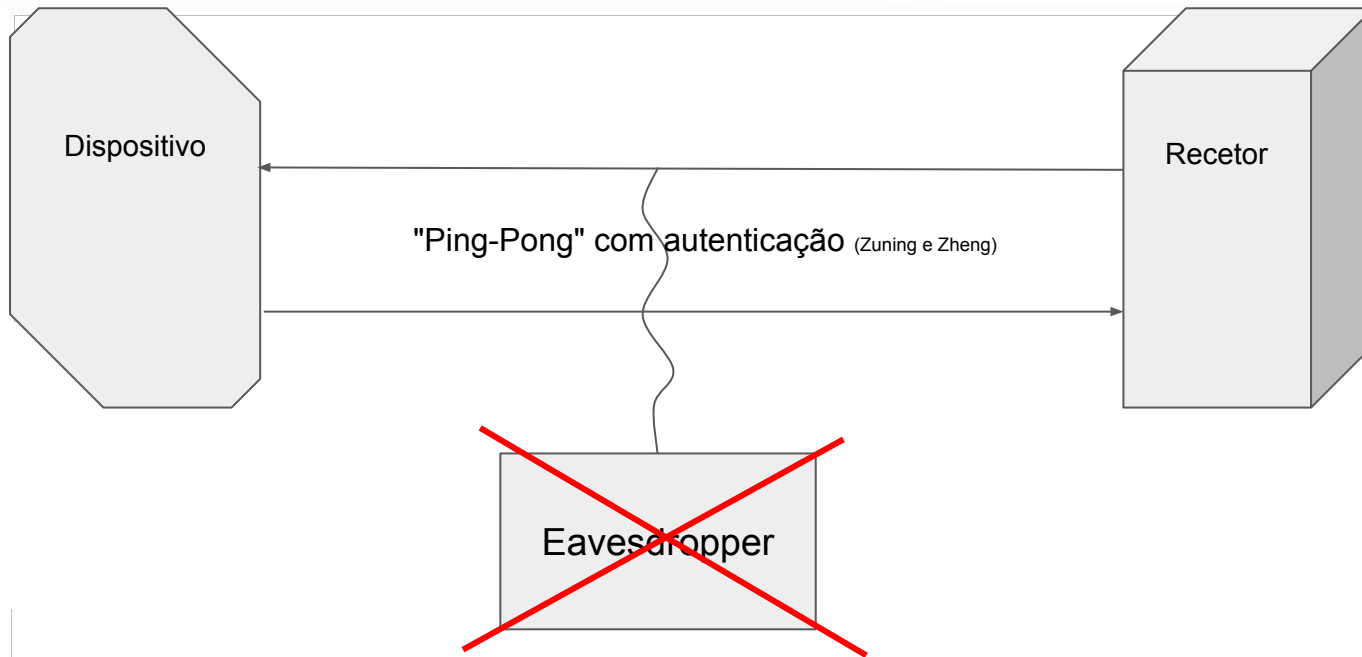 Dispositivo
Recetor
"Ping-Pong" com autenticação (Zuning e Zheng)
Eavesdropper